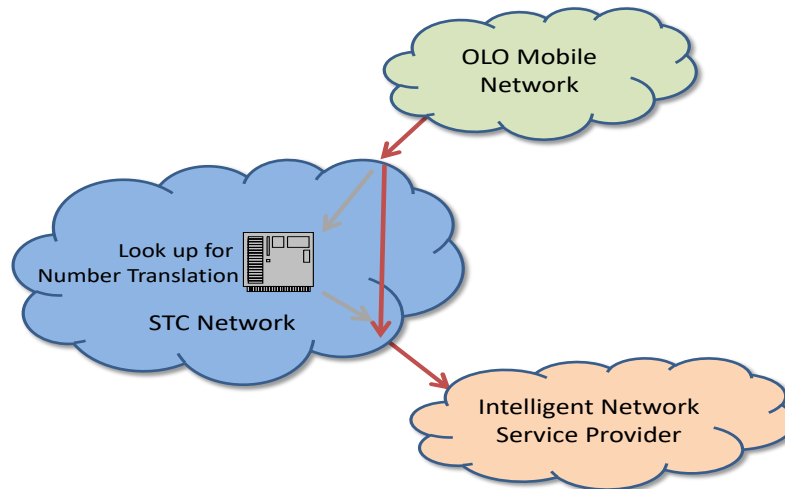 OLO Mobile
Network
Look up for
Number Translation
STC Network
Intelligent Network
Service Provider